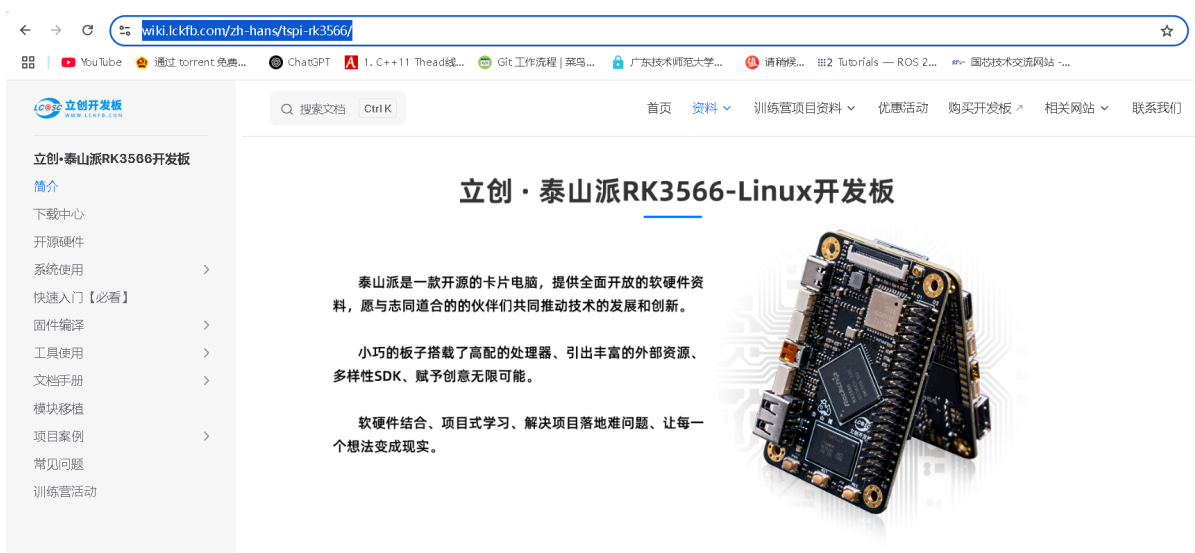 wiki.lckfb.com/zh-hans/tspi-rk3566/
YouTube
通过 torrent 免费...
ChatGPT
1. C++11 Thead线...
Git 工作流程 | 菜鸟...
广东技术师范大学...
请稍候...
2 Tutorials — ROS 2...
国芯技术交流网站 -...
立创开发板
WWW.LCKFB.COM
搜索文档 Ctrl K
首页 资料 训练营项目资料 优惠活动 购买开发板 相关网站 联系我们
立创·泰山派RK3566开发板
简介
下载中心
开源硬件
系统使用
快速入门【必看】
固件编译
工具使用
文档手册
模块移植
项目案例
常见问题
训练营活动
立创 · 泰山派RK3566-Linux开发板
泰山派是一款开源的卡片电脑，提供全面开放的软硬件资
料，愿与志同道合的的伙伴们共同推动技术的发展和创新。
小巧的板子搭载了高配的处理器、引出丰富的外部资源、
多样性SDK、赋予创意无限可能。
软硬件结合、项目式学习、解决项目落地难问题、让每一
个想法变成现实。